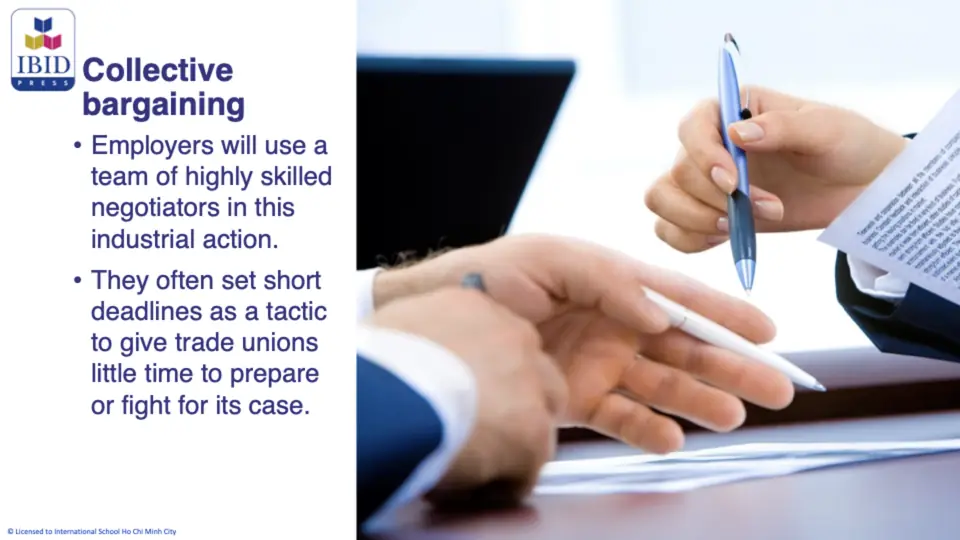 IBID
PRESS
Collective
bargaining
• Employers will use a
team of highly skilled
negotiators in this
industrial action.
• They often set short
deadlines as a tactic
to give trade unions
little time to prepare
or fight for its case.
© Licensed to International School Ho Chi Minh City